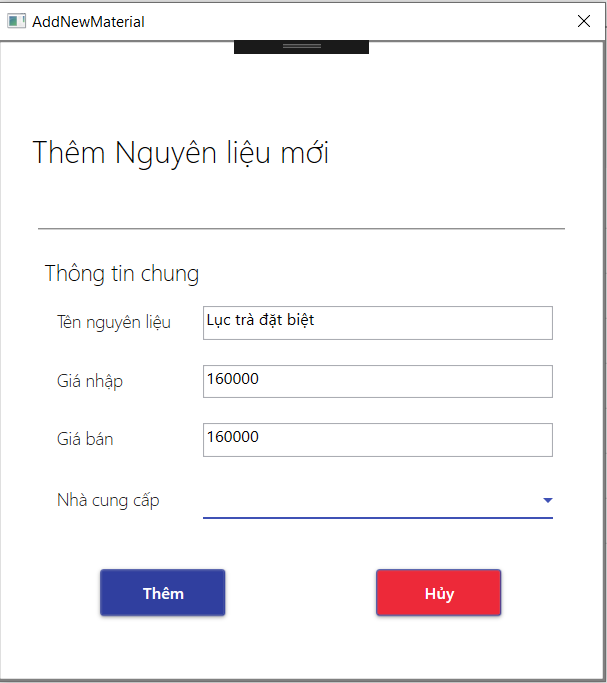 AddNewMaterial
Thêm Nguyên liệu mới
Thông tin chung
Tên nguyên liệu
Lục trà đặt biệt
Giá nhập
160000
Giá bán
160000
Nhà cung cấp
Thêm
Hủy